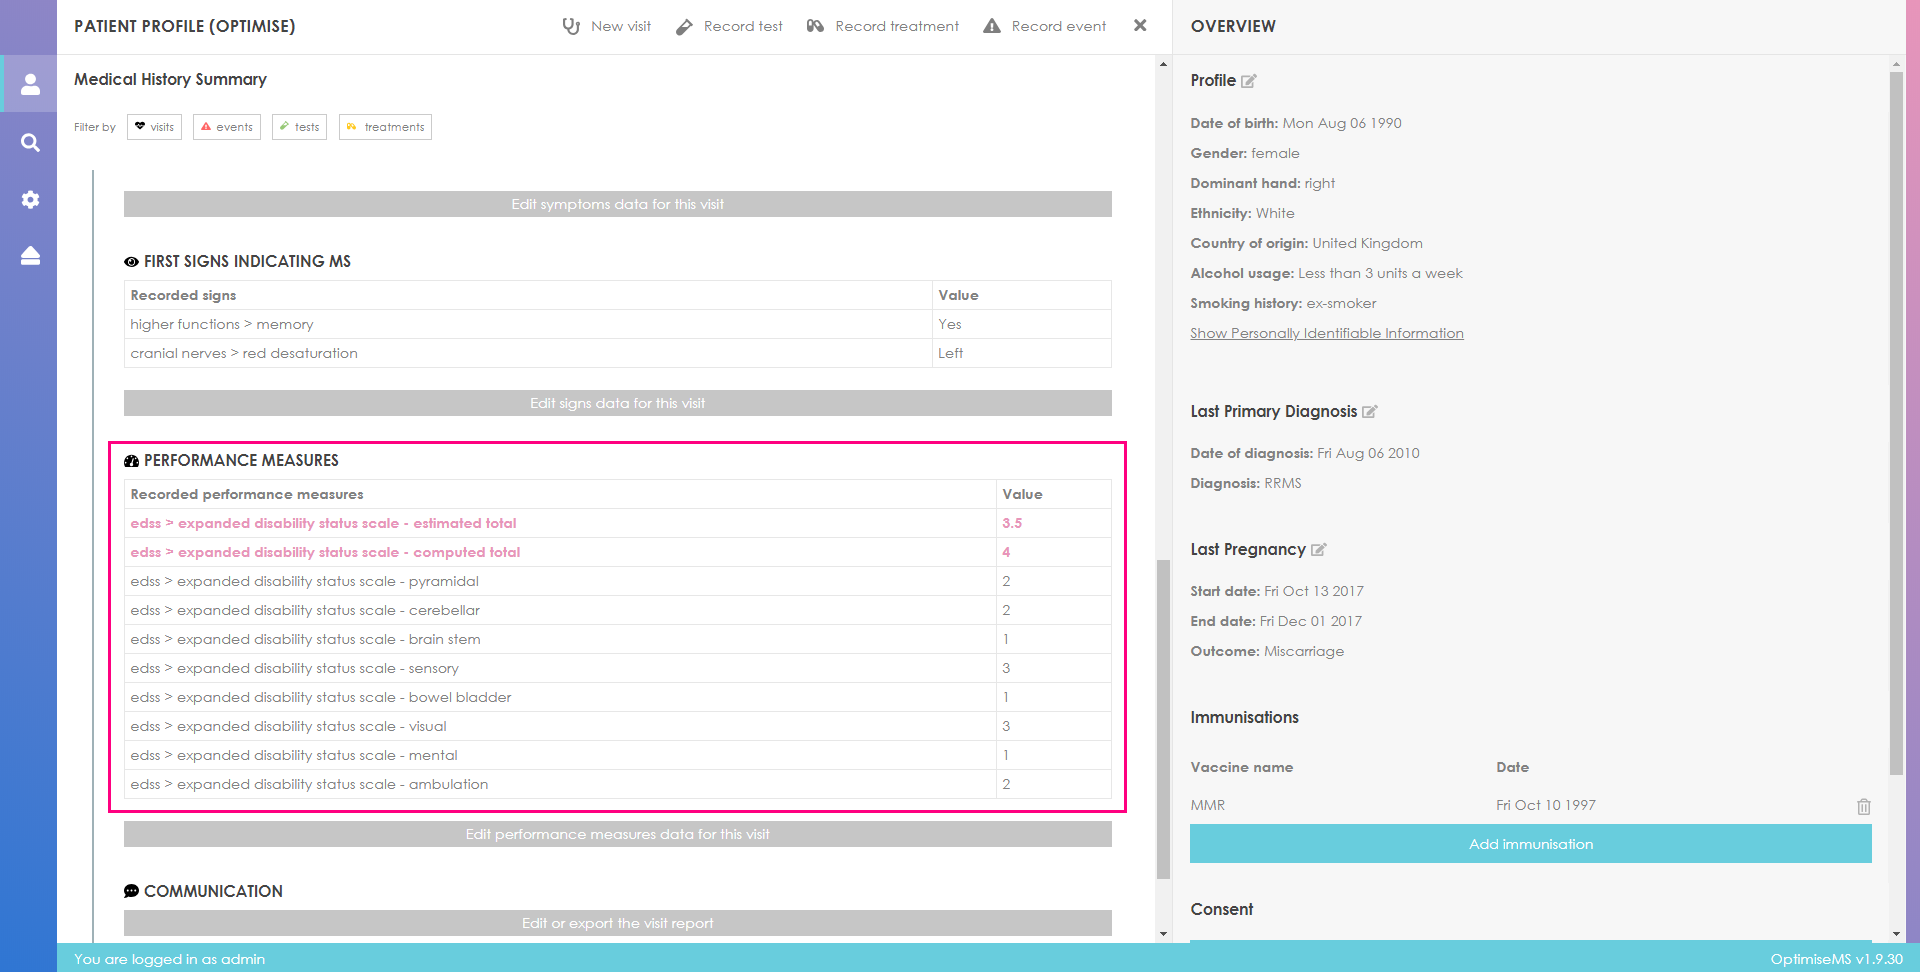 PATIENT PROFILE (OPTIMISE)
New visit
Record test
Record treatment
Record event
Medical History Summary
Filter by
visits
events
tests
treatments
Edit symptoms data for this visit
FIRST SIGNS INDICATING MS
Recorded signs Value
higher functions > memory Yes
cranial nerves > red desaturation Left
Edit signs data for this visit
PERFORMANCE MEASURES
Recorded performance measures Value
edss > expanded disability status scale - estimated total 3.5
edss > expanded disability status scale - computed total 4
edss > expanded disability status scale - pyramidal 2
edss > expanded disability status scale - cerebellar 2
edss > expanded disability status scale - brain stem 1
edss > expanded disability status scale - sensory 3
edss > expanded disability status scale - bowel bladder 1
edss > expanded disability status scale - visual 3
edss > expanded disability status scale - mental 1
edss > expanded disability status scale - ambulation 2
Edit performance measures data for this visit
COMMUNICATION
Edit or export the visit report
OVERVIEW
Profile
Date of birth: Mon Aug 06 1990
Gender: female
Dominant hand: right
Ethnicity: White
Country of origin: United Kingdom
Alcohol usage: Less than 3 units a week
Smoking history: ex-smoker
Show Personally Identifiable Information
Last Primary Diagnosis
Date of diagnosis: Fri Aug 06 2010
Diagnosis: RRMS
Last Pregnancy
Start date: Fri Oct 13 2017
End date: Fri Dec 01 2017
Outcome: Miscarriage
Immunisations
Vaccine name Date
MMR Fri Oct 10 1997
Add immunisation
Consent
You are logged in as admin
OptimiseMS v1.9.30